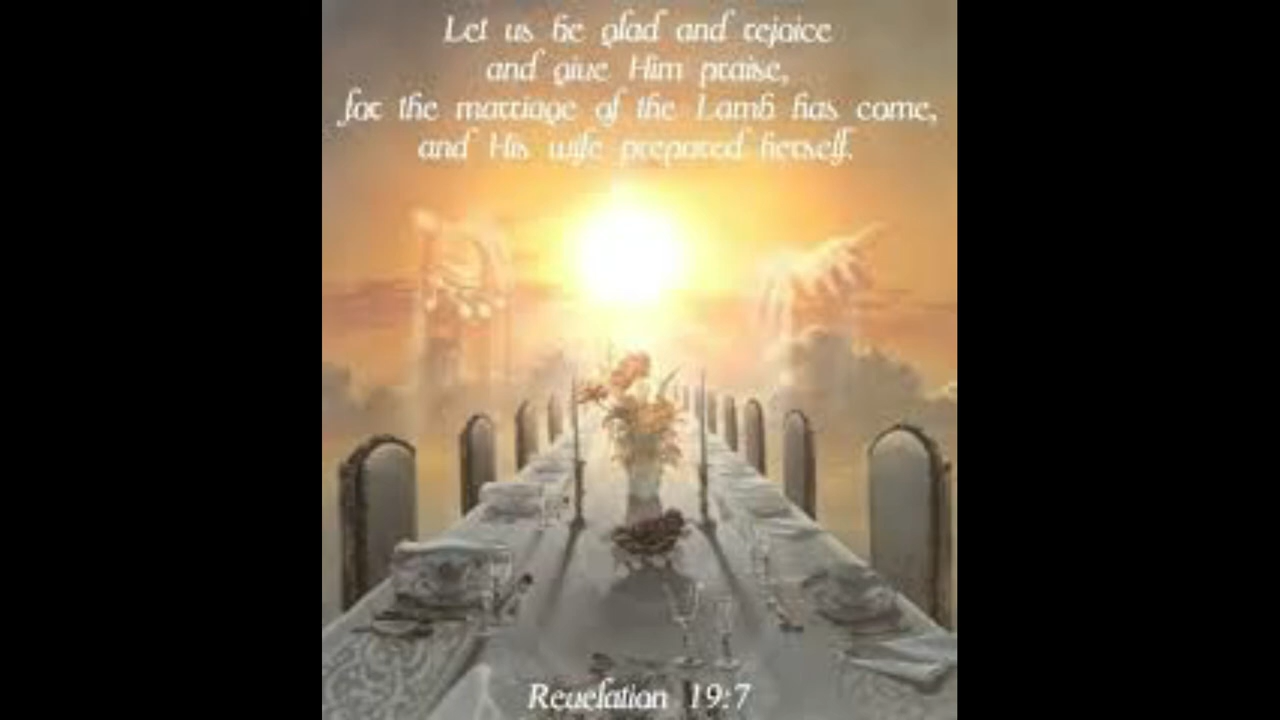 Let us be glad and rejoice
and give Him praise,
for the marriage of the Lamb has come,
and His wife prepared herself.
Revelation 19:7